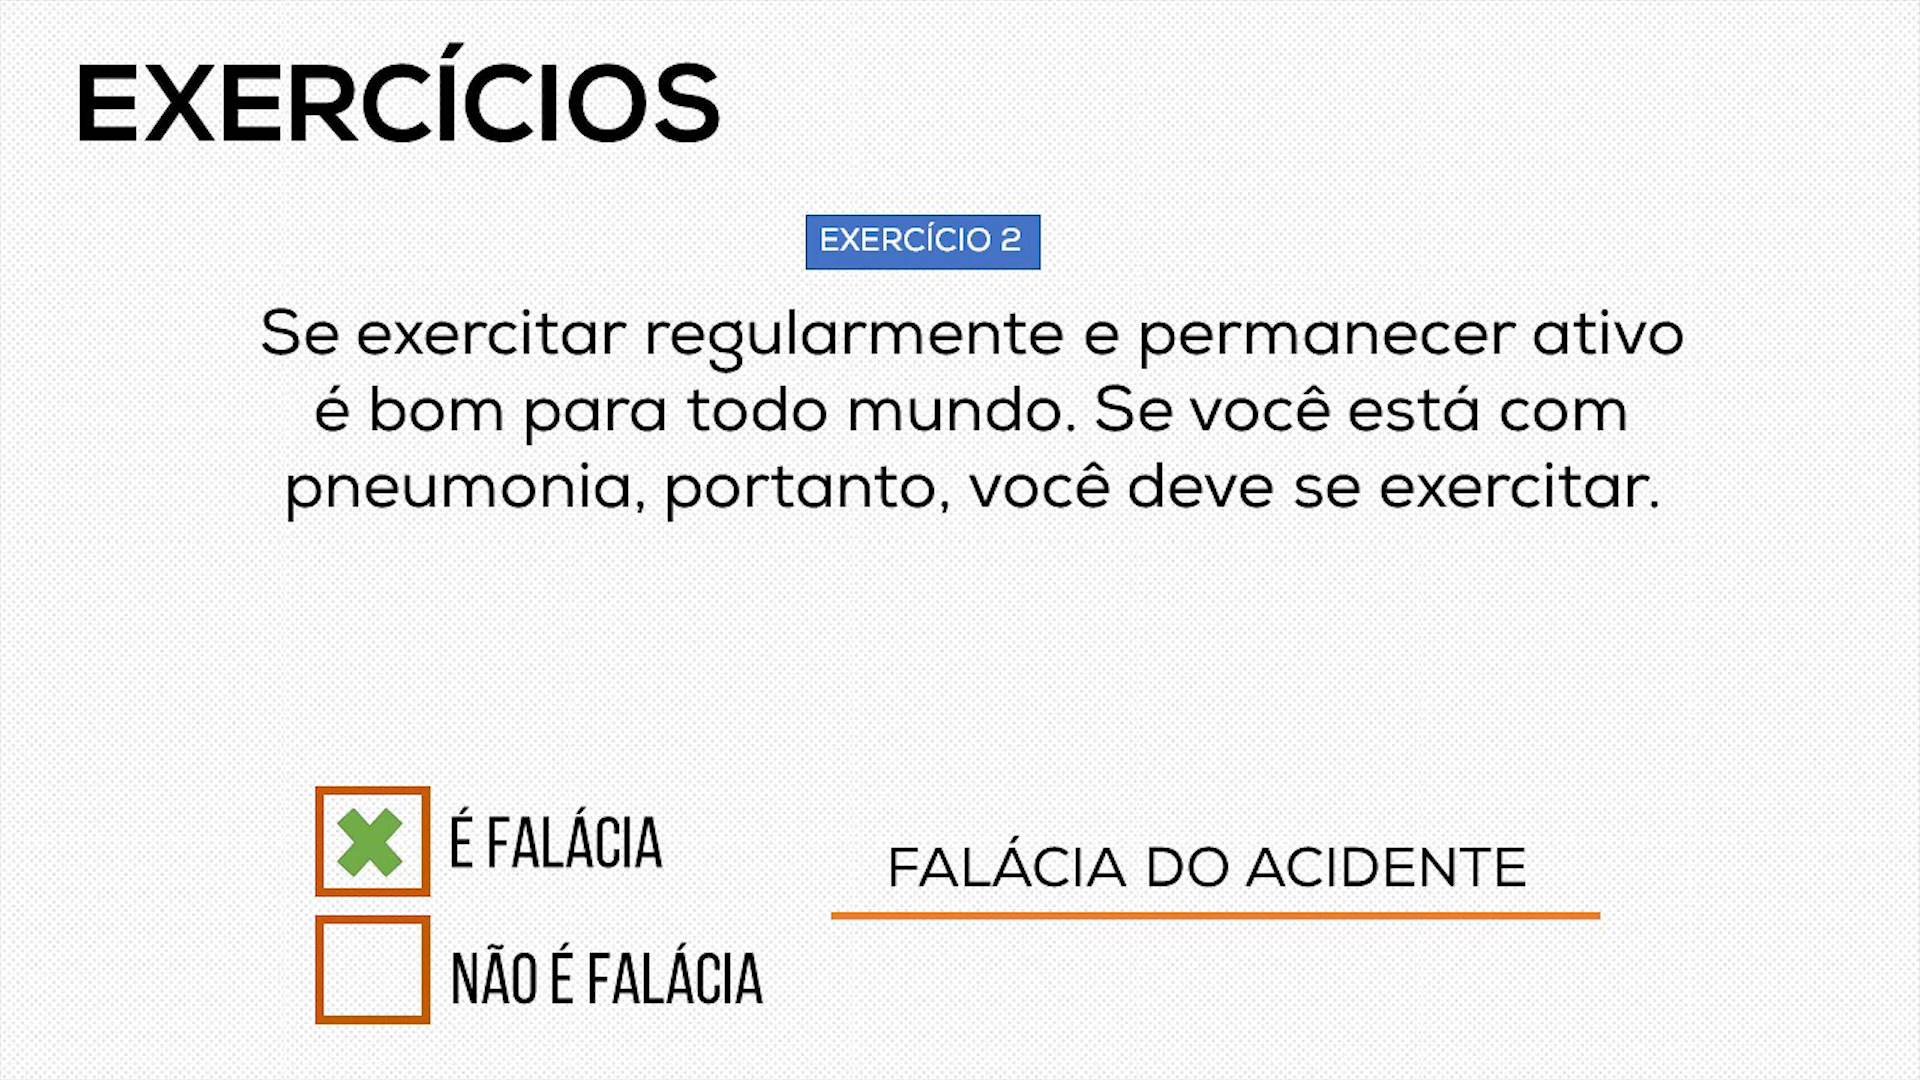 EXERCÍCIOS
EXERCÍCIO 2
Se exercitar regularmente e permanecer ativo
é bom para todo mundo. Se você está com
pneumonia, portanto, você deve se exercitar.
É FALÁCIA
FALÁCIA DO ACIDENTE
NÃO É FALÁCIA